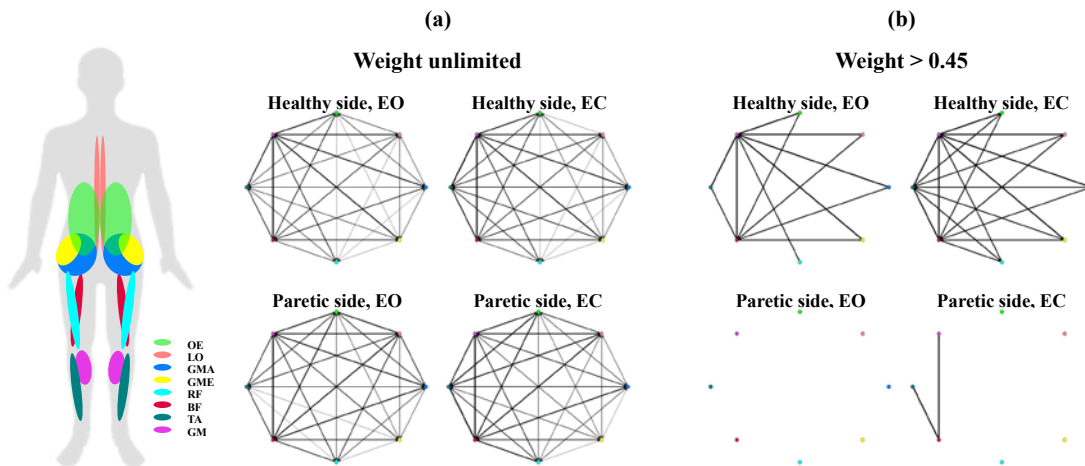 (a)
(b)
Weight unlimited
Weight > 0.45
Healthy side, EO
Healthy side, EC
Healthy side, EO
Healthy side, EC
Paretic side, EO
Paretic side, EC
Paretic side, EO
Paretic side, EC
OE
LO
GMA
GME
RF
BF
TA
GM